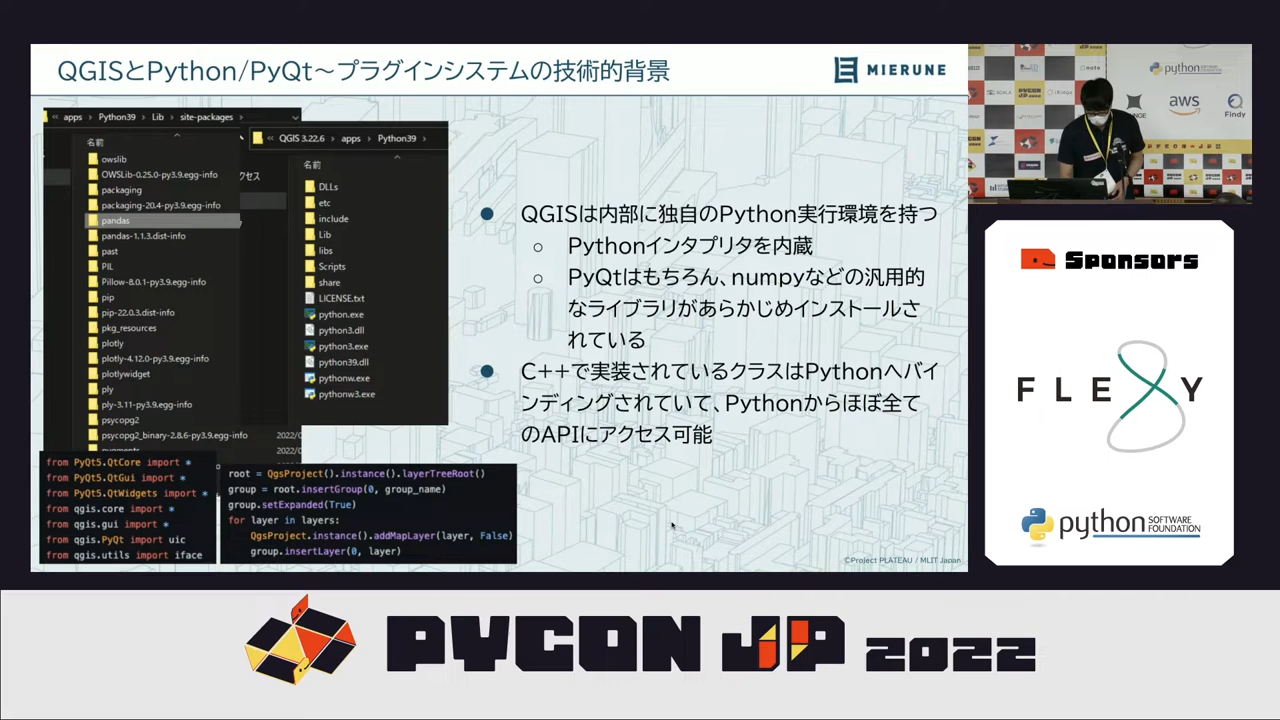 QGISとPython/PyQt～プラグインシステムの技術的背景
MIERUNE
apps > Python39 > Lib > site-packages >
名前
owslib
OWSLib-0.25.0-py3.9.egg-info
packaging
packaging-20.4-py3.9.egg-info
pandas
pandas-1.1.3.dist-info
past
PIL
Pillow-8.0.1-py3.9.egg-info
pip
pip-22.0.3.dist-info
pkg_resources
plotly
plotly-4.12.0-py3.9.egg-info
plotlywidget
ply
ply-3.11-py3.9.egg-info
psycopg2
psycopg2_binary-2.8.6-py3.9.egg-info
クセス
QGIS 3.22.6 > apps > Python39 >
名前
DLLs
etc
include
Lib
libs
Scripts
share
LICENSE.txt
python.exe
python3.dll
python3.exe
python39.dll
pythonw.exe
pythonw3.exe
from PyQt5.QtCore import *
from PyQt5.QtGui import *
from PyQt5.QtWidgets import *
from qgis.core import *
from qgis.gui import *
from qgis.PyQt import uic
from qgis.utils import iface
root = QgsProject().instance().layerTreeRoot()
group = root.insertGroup(0, group_name)
group.setExpanded(True)
for layer in layers:
QgsProject.instance().addMapLayer(layer, False)
group.insertLayer(0, layer)
● QGISは内部に独自のPython実行環境を持つ
○ Pythonインタプリタを内蔵
○ PyQtはもちろん、numpyなどの汎用的
なライブラリがあらかじめインストールさ
れている
● C++で実装されているクラスはPythonへバイ
ンディングされていて、Pythonからほぼ全て
のAPIにアクセス可能
©Project PLATEAU / MLIT Japan
python
aws
Findy
Sponsors
FLEXY
python SOFTWARE
FOUNDATION
PYCON JP 2022